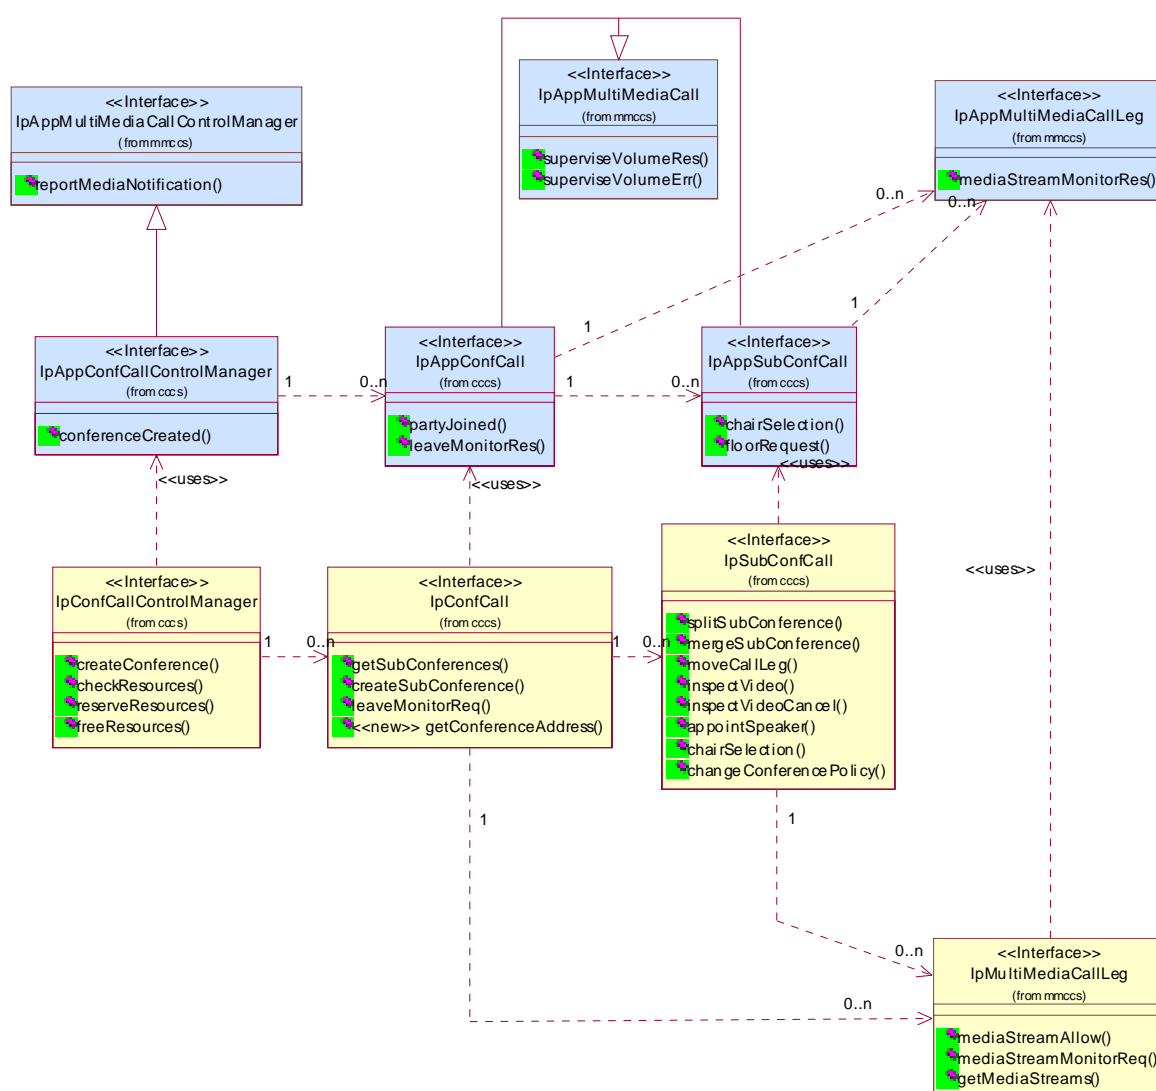 <<Interface>>
IpAppMultiMediaCall
(from mmccs)
superviseVolumeRes()
superviseVolumeErr()
<<Interface>>
IpAppMultiMediaCallControlManager
(from mmccs)
reportMediaNotification()
<<Interface>>
IpAppMultiMediaCallLeg
(from mmccs)
mediaStreamMonitorRes()
0..n
0..n
1
1
<<Interface>>
IpAppConfCallControlManager
(from cccs)
conferenceCreated()
1
0..n
<<Interface>>
IpAppConfCall
(from cccs)
partyJoined()
leaveMonitorRes()
1
0..n
<<Interface>>
IpAppSubConfCall
(from cccs)
chairSelection()
floorRequest()
<<uses>>
<<uses>>
<<uses>>
<<uses>>
<<Interface>>
IpConfCallControlManager
(from cccs)
createConference()
checkResources()
reserveResources()
freeResources()
1
0..n
<<Interface>>
IpConfCall
(from cccs)
getSubConferences()
createSubConference()
leaveMonitorReq()
<<new>> getConferenceAddress()
1
0..n
<<Interface>>
IpSubConfCall
(from cccs)
splitSubConference()
mergeSubConference()
moveCallLeg()
inspectVideo()
inspectVideoCancel()
appointSpeaker()
chairSelection()
changeConferencePolicy()
1
1
0..n
0..n
<<Interface>>
IpMultiMediaCallLeg
(from mmccs)
mediaStreamAllow()
mediaStreamMonitorReq()
getMediaStreams()